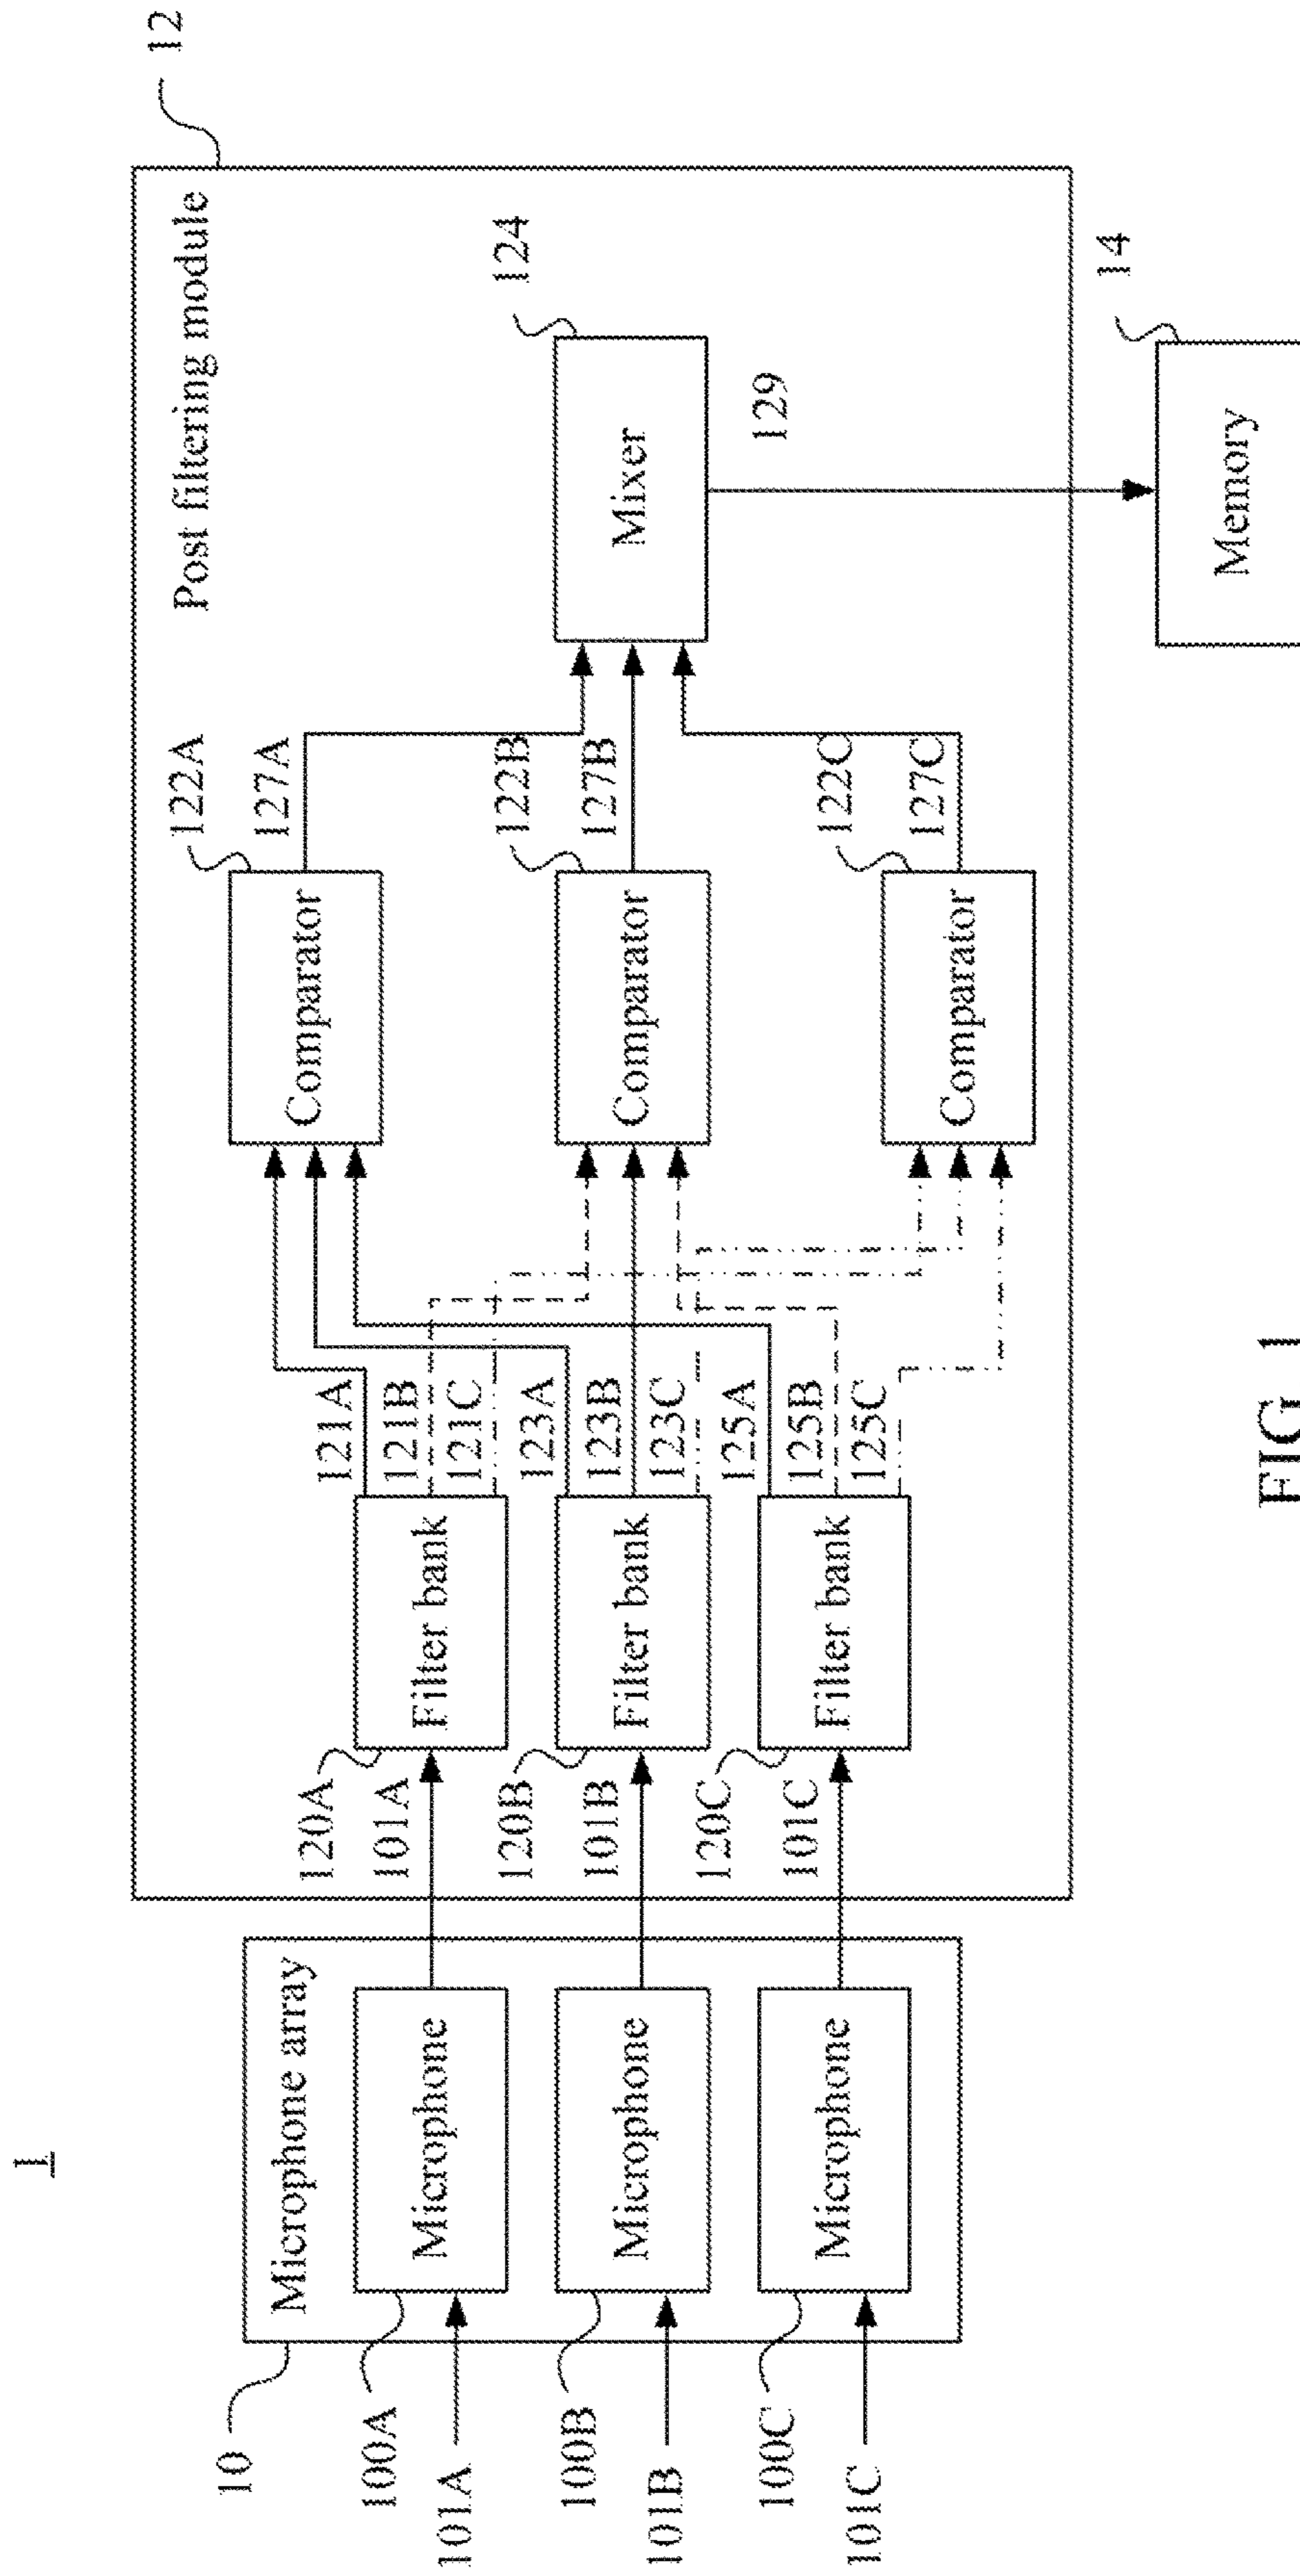 1
10
Microphone array
100A
101A
Microphone
100B
101B
Microphone
100C
101C
Microphone
12
Post filtering module
120A
101A
Filter bank
120B
101B
Filter bank
120C
101C
Filter bank
121A
121B
121C
123A
123B
123C
125A
125B
125C
122A
127A
Comparator
122B
127B
Comparator
122C
127C
Comparator
124
Mixer
129
14
Memory
FIG. 1